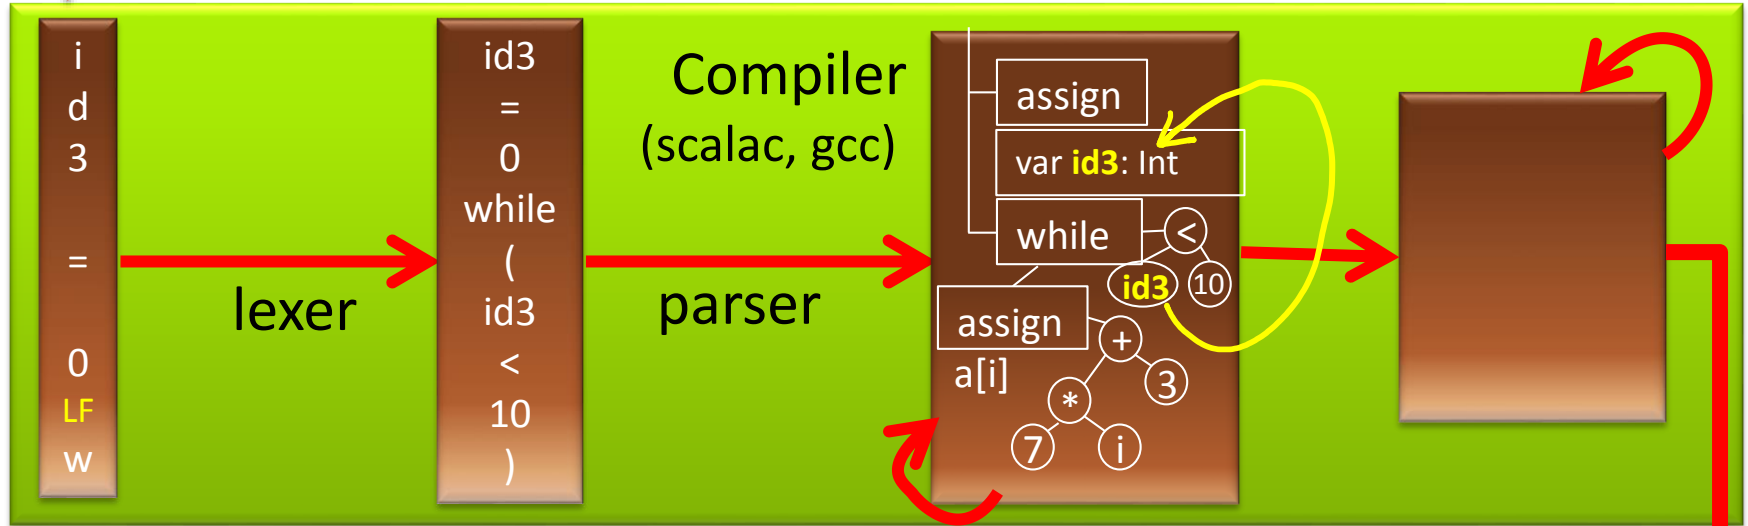 i
d
3
=
0
LF
w
lexer
id3
=
0
while
(
id3
<
10
)
Compiler
(scalac, gcc)
parser
assign
var id3: Int
while
<
id3
10
assign
a[i]
+
3
*
7
i